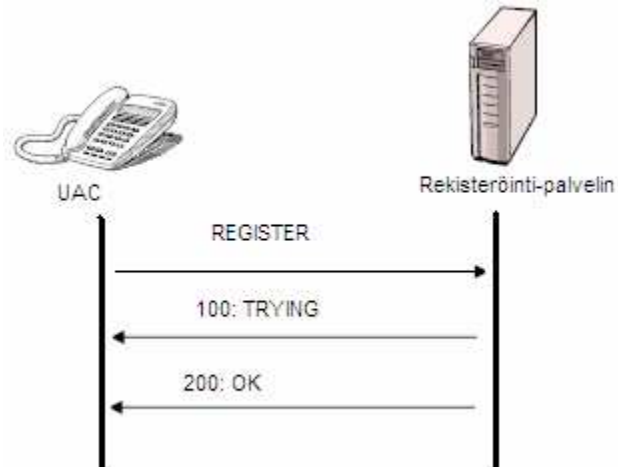 UAC
Rekisteröinti-palvelin
REGISTER
100: TRYING
200: OK